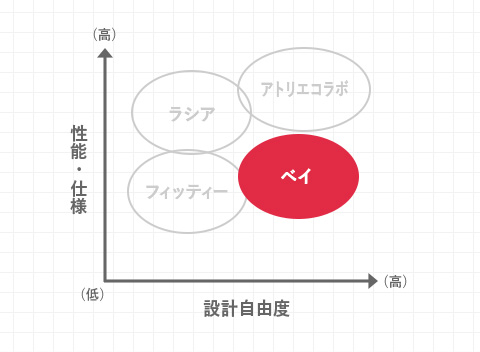 （高）
アトリエコラボ
ラシア
性能・仕様
ベイ
フィッティー
（低）
（高）
設計自由度